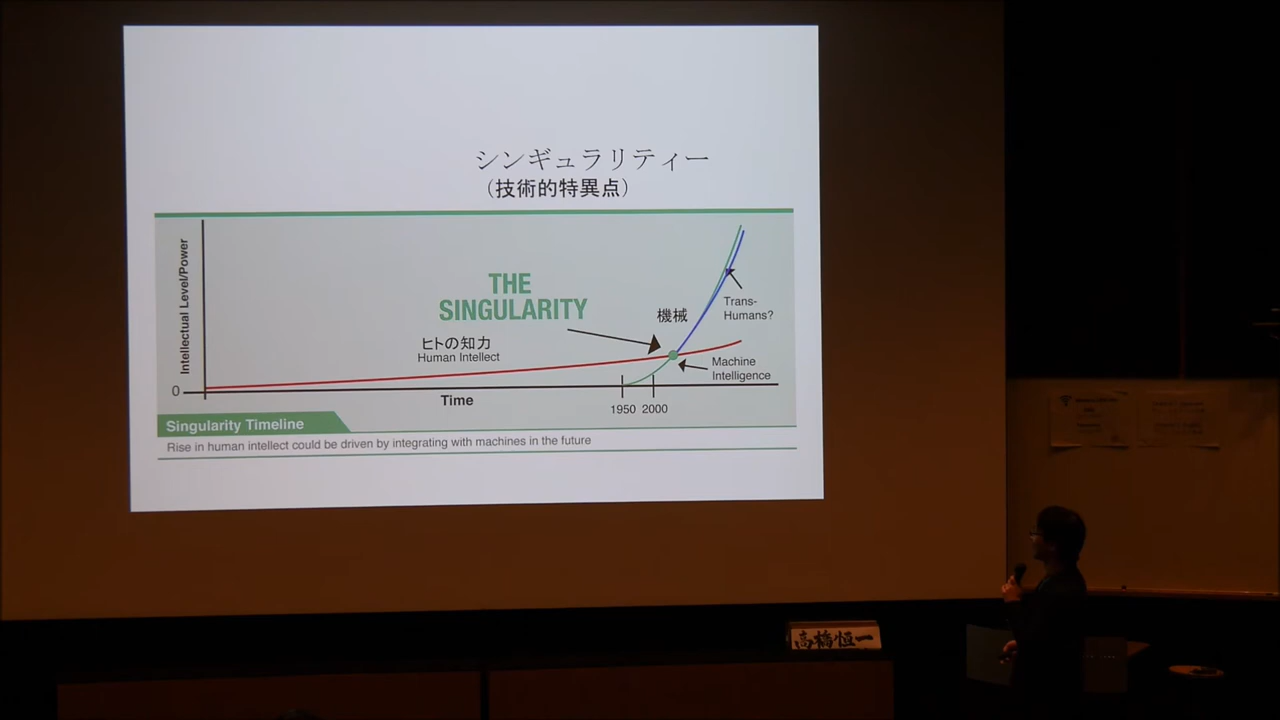 シンギュラリティー
（技術的特異点）
Intellectual Level/Power
THE
SINGULARITY
機械
Trans-
Humans?
ヒトの知力
Human Intellect
Machine
Intelligence
0
Time
1950 2000
Singularity Timeline
Rise in human intellect could be driven by integrating with machines in the future
高橋恒一